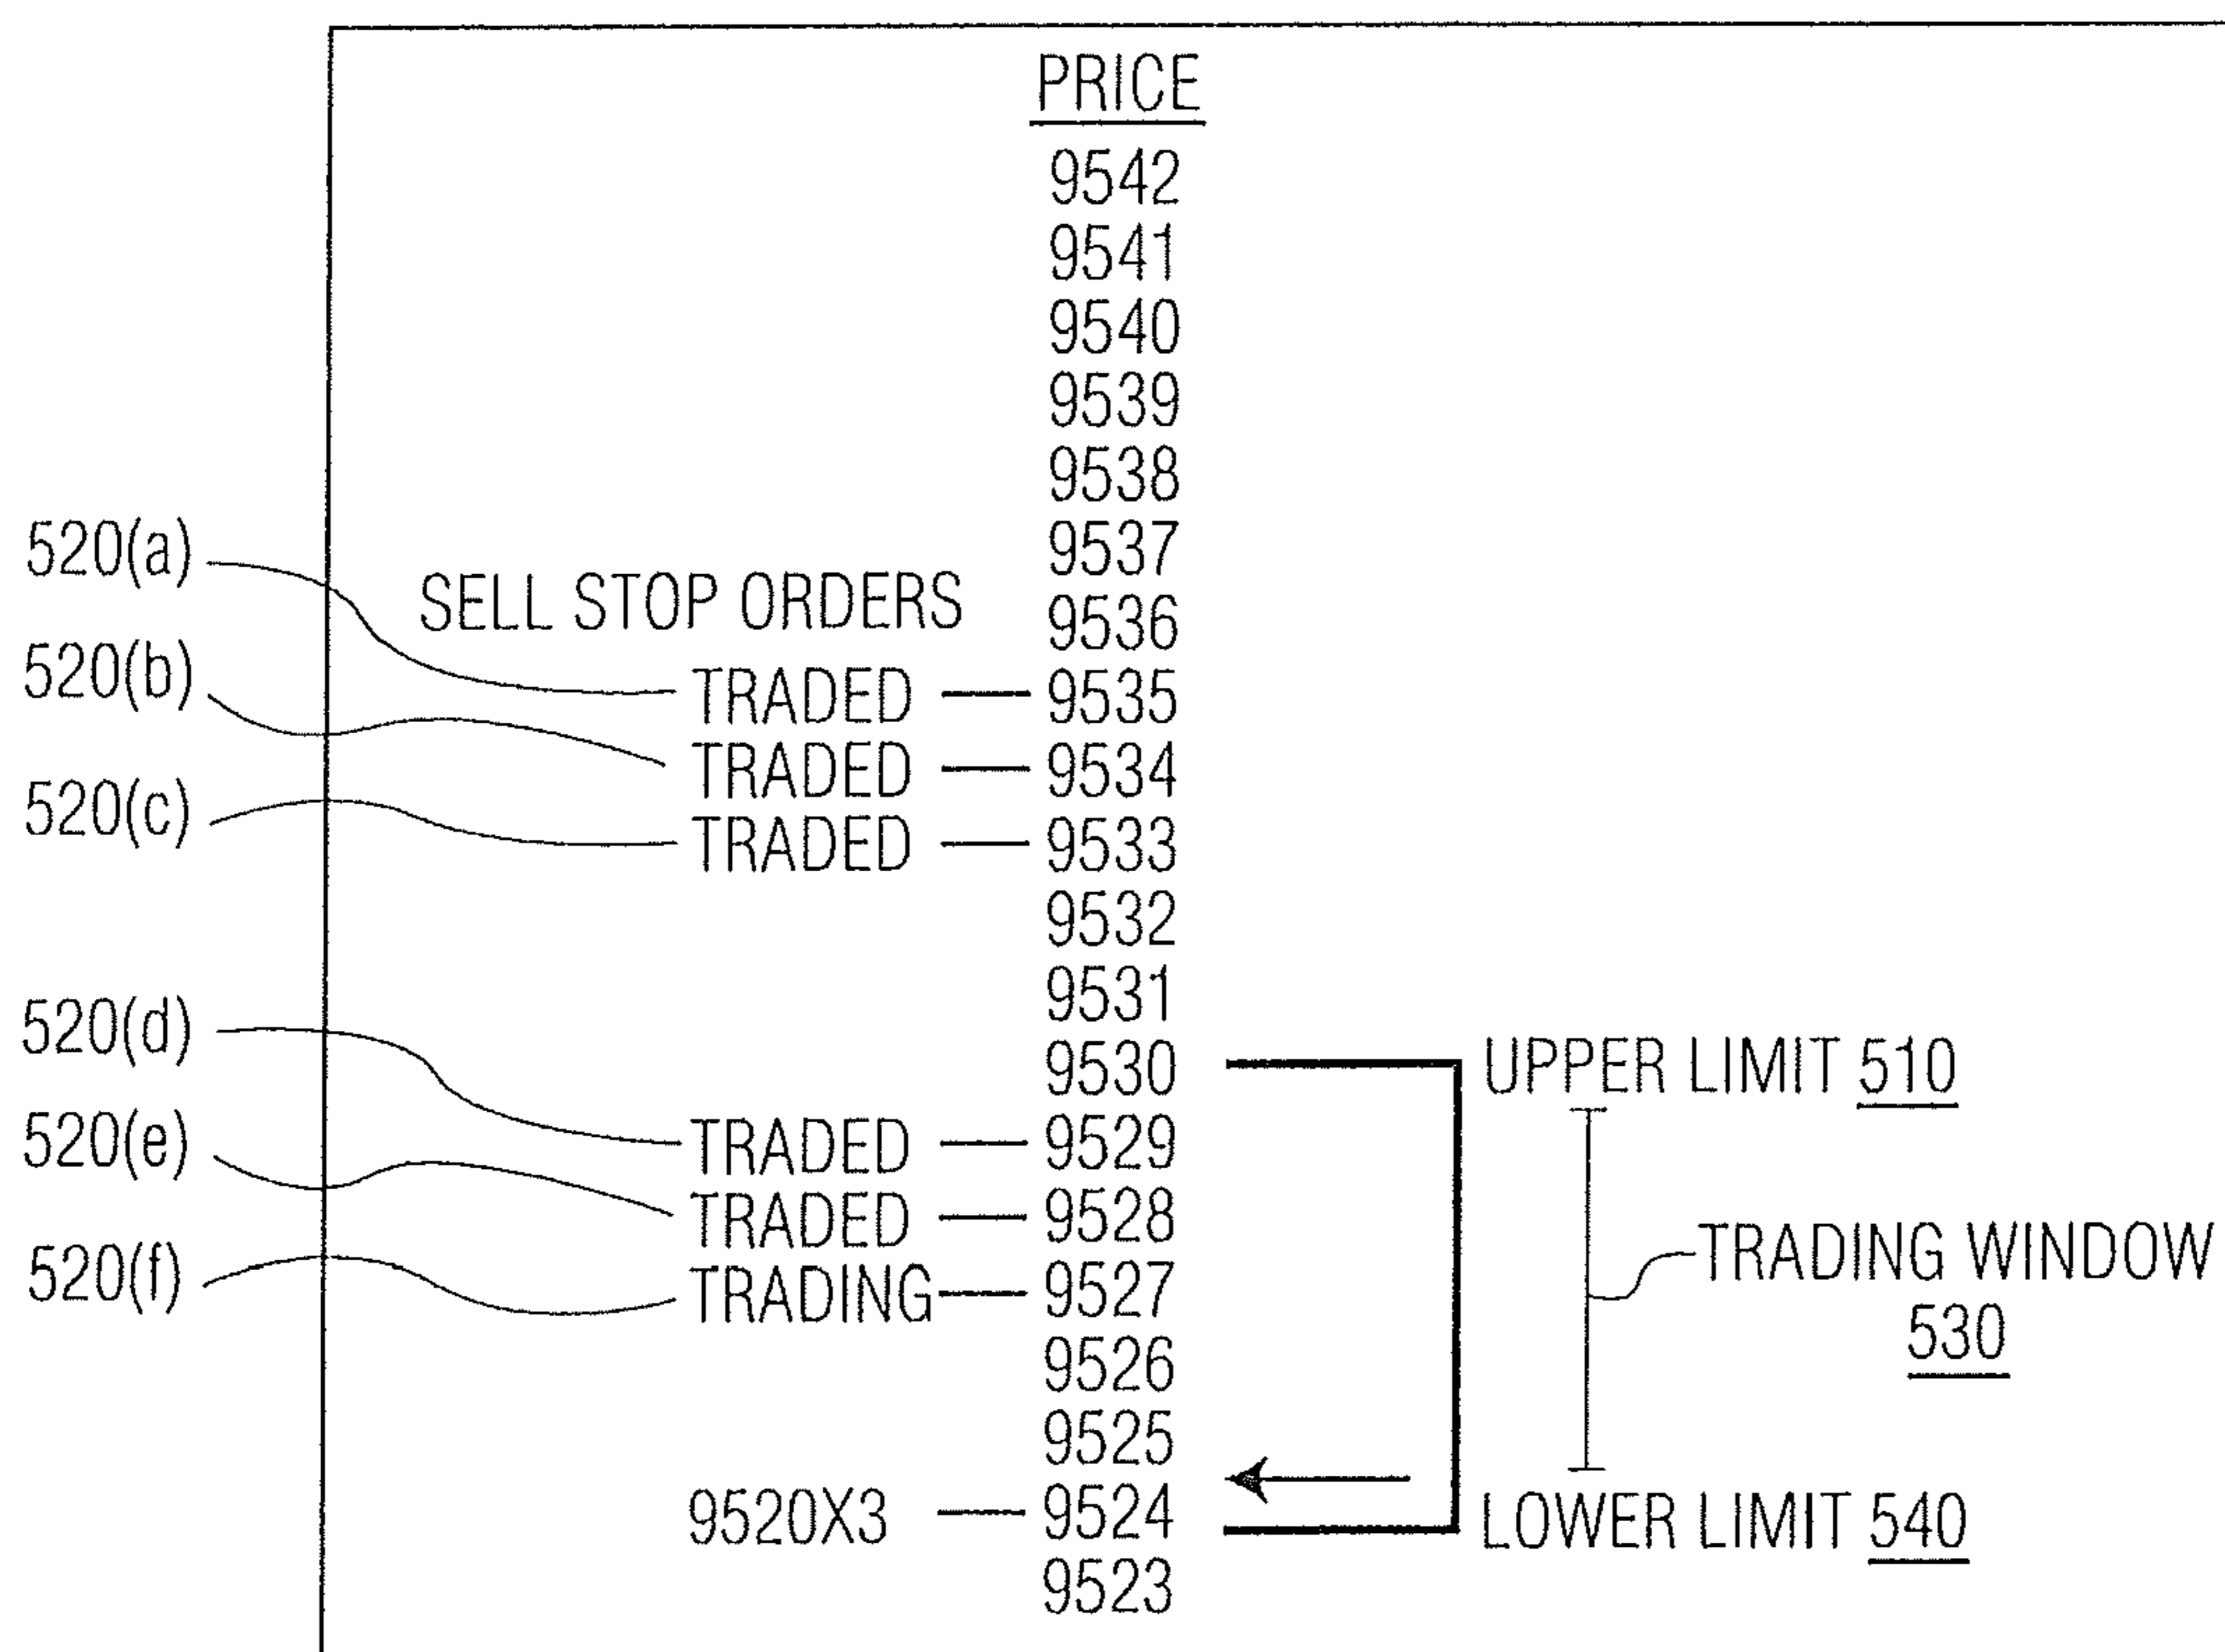 PRICE
9542
9541
9540
9539
9538
520(a)
9537
SELL STOP ORDERS 9536
520(b) TRADED 9535
TRADED 9534
520(c) TRADED 9533
9532
9531
520(d) 9530 UPPER LIMIT 510
520(e) TRADED 9529
TRADED 9528 TRADING WINDOW
520(f) TRADING 9527 530
9526
9525
9520X3 9524 LOWER LIMIT 540
9523